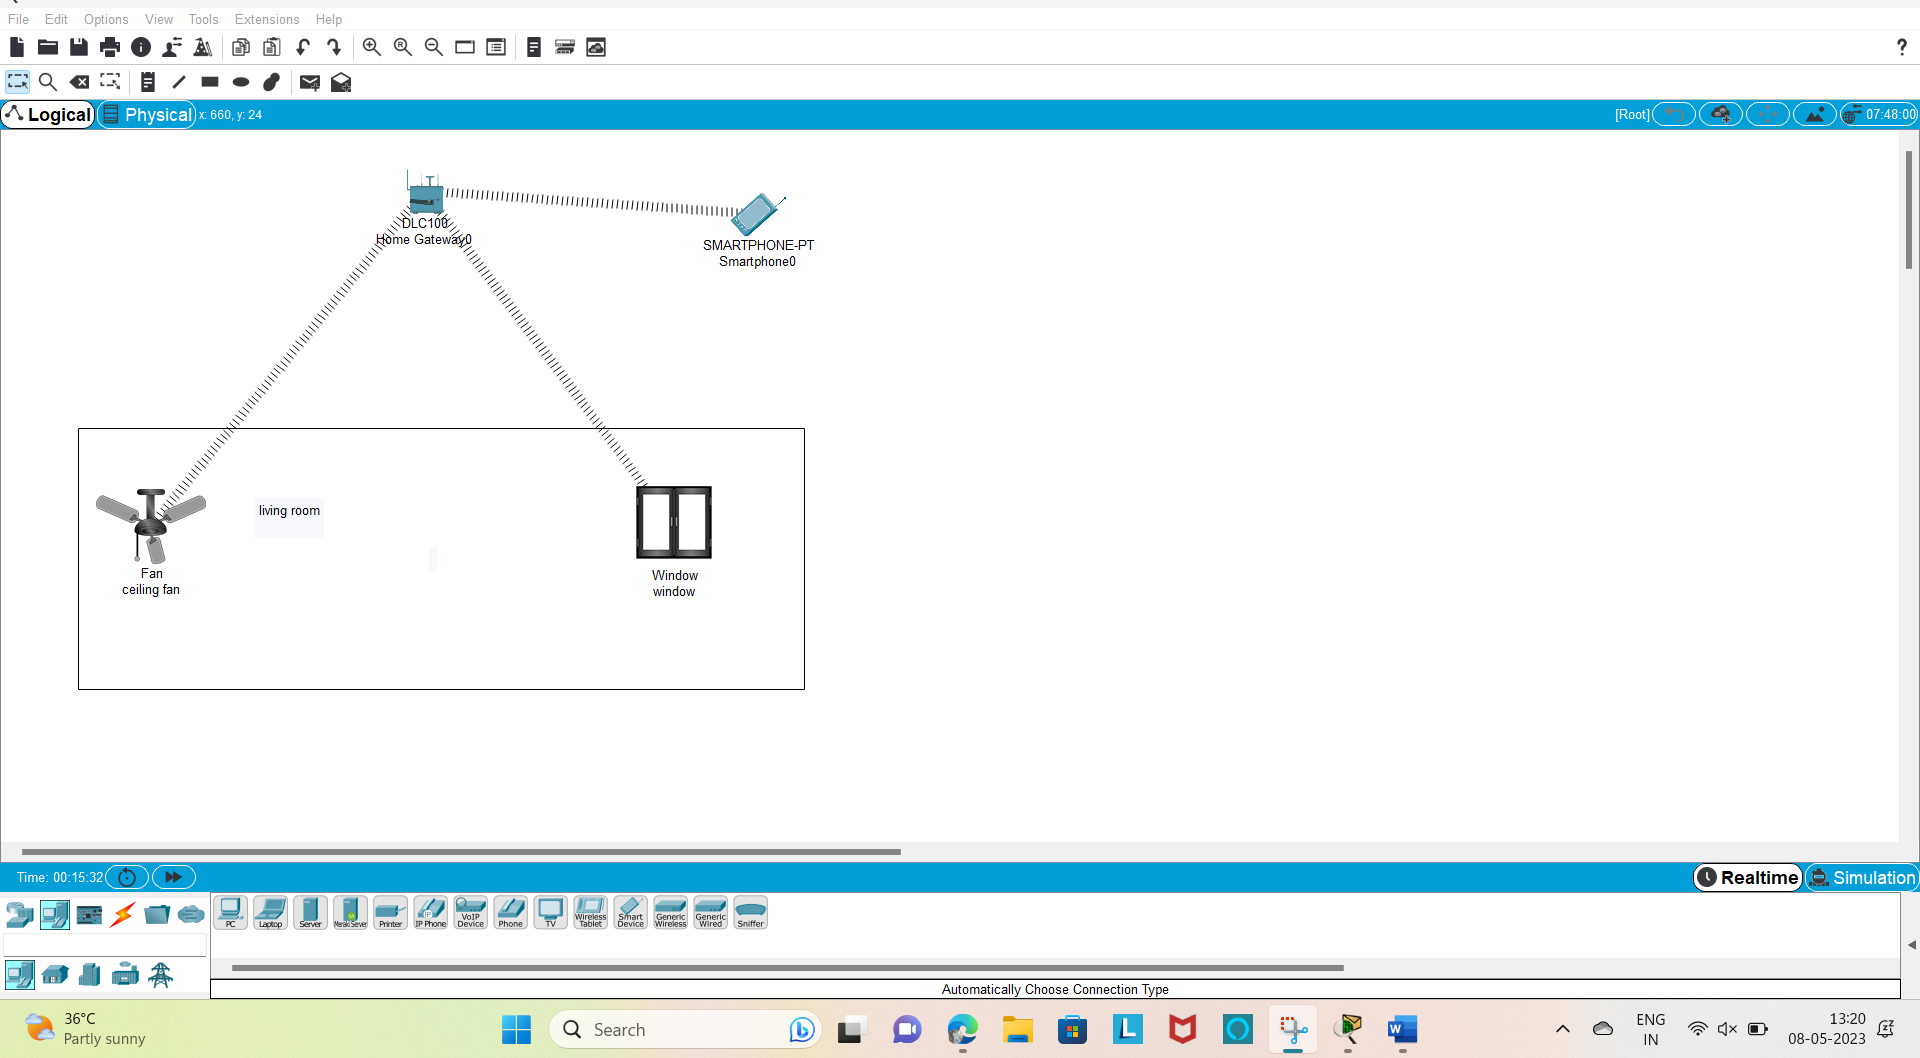 File Edit Options View Tools Extensions Help
?
Logical Physical x: 660, y: 24 [Root] 07:48:00
DLC100
Home Gateway0
SMARTPHONE-PT
Smartphone0
living room
Fan
ceiling fan
Window
window
Time: 00:15:32 Realtime Simulation
PC Laptop Server Meraki Server Printer IP Phone VoIP Device Phone TV Wireless Tablet Smart Device Generic Wireless Generic Wired Sniffer
Automatically Choose Connection Type
36°C
Partly sunny
Search
ENG
IN
13:20
08-05-2023